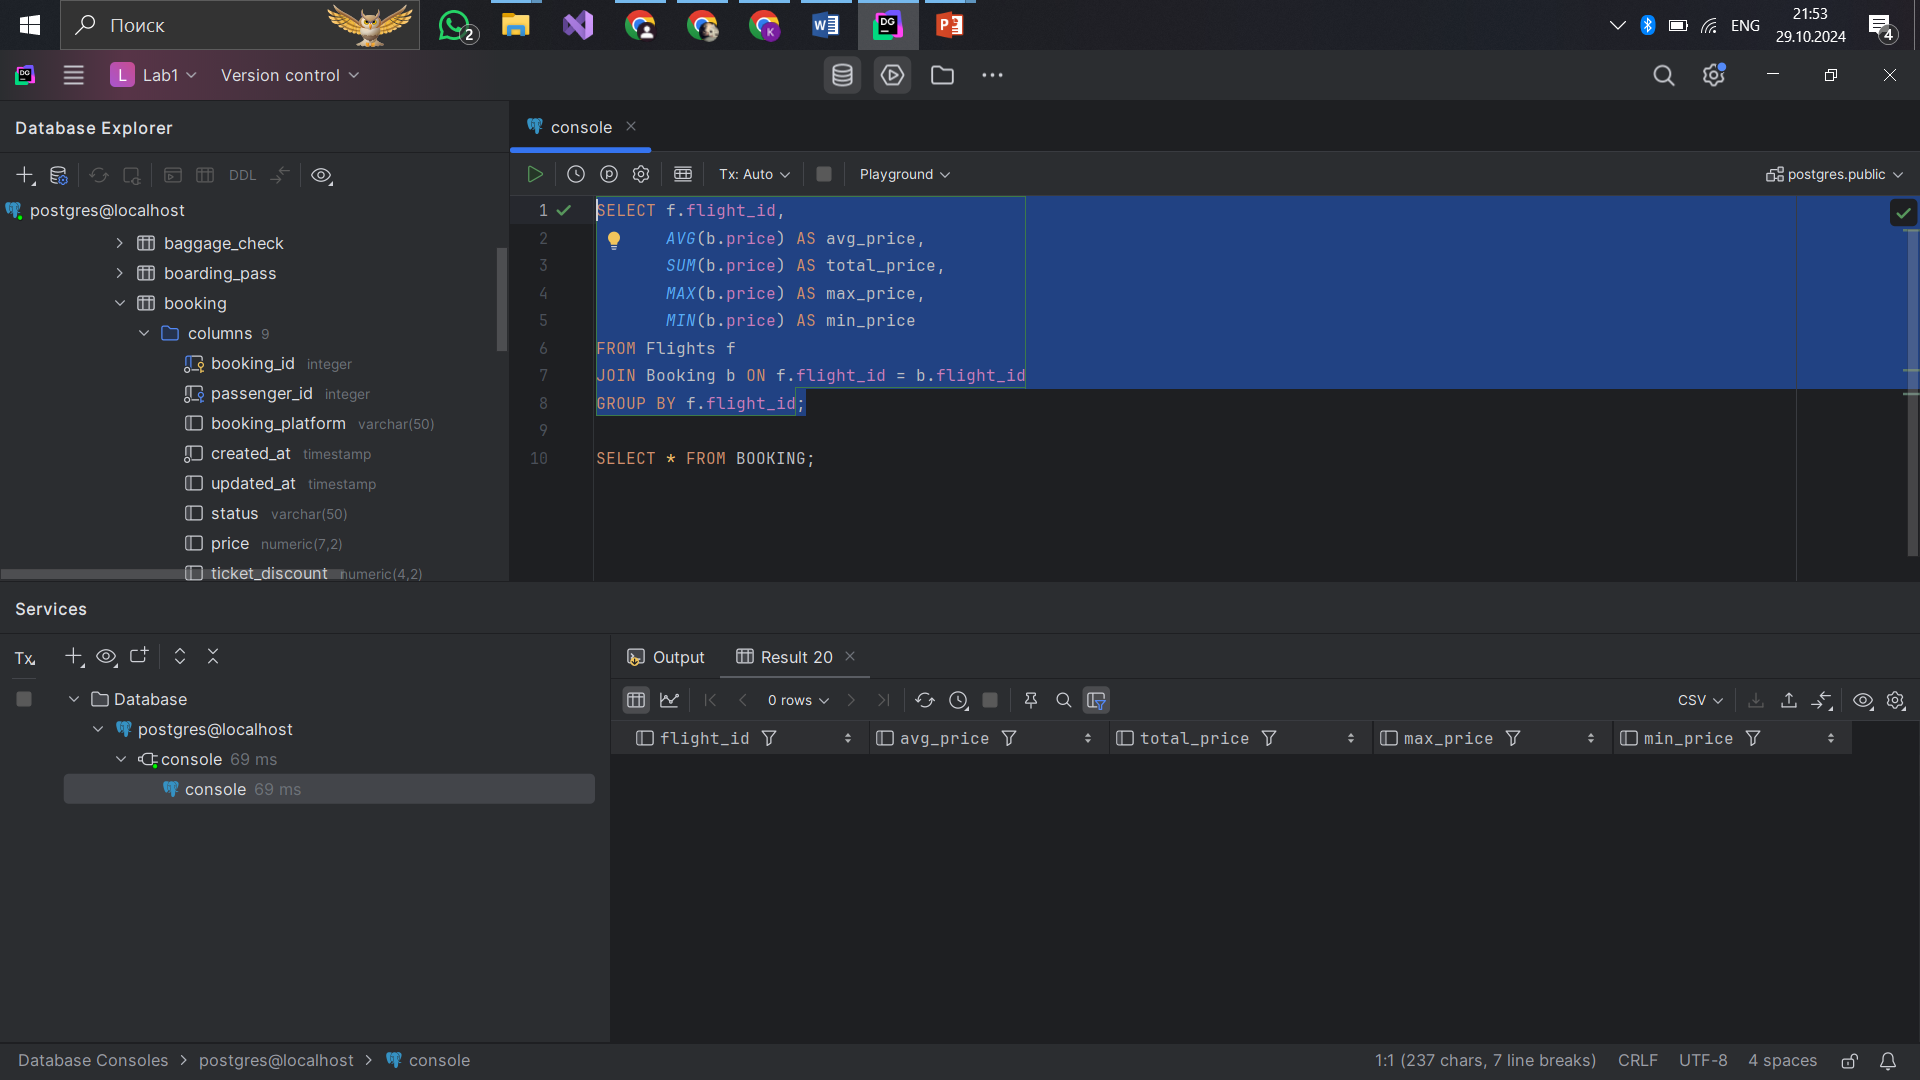 Поиск
2
ENG
21:53
29.10.2024
4
L Lab1
Version control
Database Explorer
console
DDL
Tx: Auto
Playground
postgres.public
postgres@localhost
baggage_check
boarding_pass
booking
columns 9
booking_id integer
passenger_id integer
booking_platform varchar(50)
created_at timestamp
updated_at timestamp
status varchar(50)
price numeric(7,2)
ticket_discount numeric(4,2)
1 SELECT f.flight_id,
2 AVG(b.price) AS avg_price,
3 SUM(b.price) AS total_price,
4 MAX(b.price) AS max_price,
5 MIN(b.price) AS min_price
6 FROM Flights f
7 JOIN Booking b ON f.flight_id = b.flight_id
8 GROUP BY f.flight_id;
9
10 SELECT * FROM BOOKING;
Services
Tx
Database
postgres@localhost
console 69 ms
console 69 ms
Output
Result 20
0 rows
CSV
flight_id avg_price total_price max_price min_price
Database Consoles > postgres@localhost > console
1:1 (237 chars, 7 line breaks) CRLF UTF-8 4 spaces